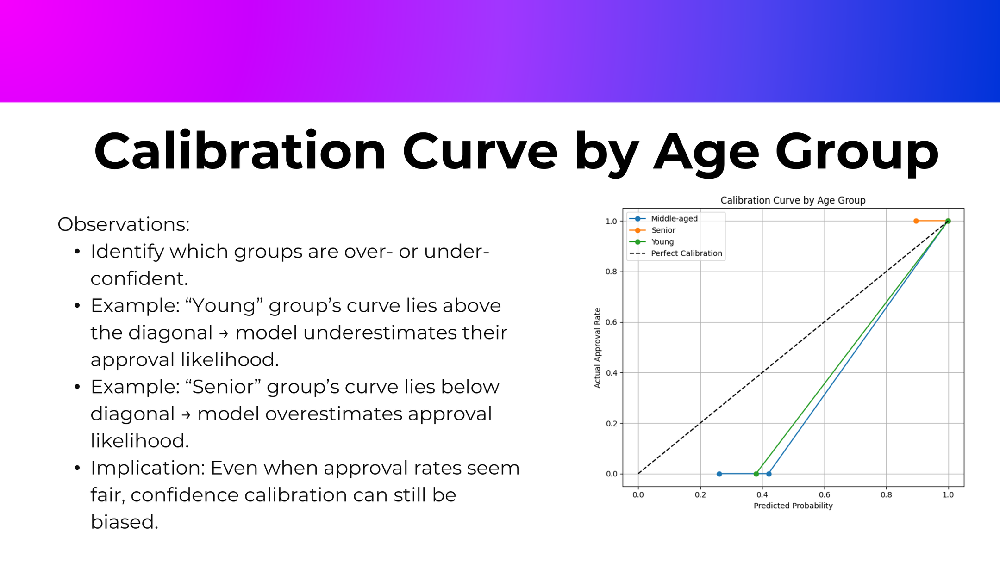 Calibration Curve by Age Group
Observations:
• Identify which groups are over- or under-
confident.
• Example: “Young” group’s curve lies above
the diagonal → model underestimates their
approval likelihood.
• Example: “Senior” group’s curve lies below
diagonal → model overestimates approval
likelihood.
• Implication: Even when approval rates seem
fair, confidence calibration can still be
biased.
Calibration Curve by Age Group
Middle-aged
Senior
Young
Perfect Calibration
Actual Approval Rate
1.0
0.8
0.6
0.4
0.2
0.0
0.0 0.2 0.4 0.6 0.8 1.0
Predicted Probability